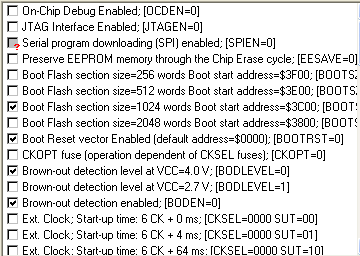 On-Chip Debug Enabled; [OCDEN=0]
JTAG Interface Enabled; [JTAGEN=0]
Serial program downloading (SPI) enabled; [SPIEN=0]
Preserve EEPROM memory through the Chip Erase cycle; [EESAVE=0]
Boot Flash section size=256 words Boot start address=$3F00; [BOOTS
Boot Flash section size=512 words Boot start address=$3E00; [BOOTS
Boot Flash section size=1024 words Boot start address=$3C00; [BOOTS
Boot Flash section size=2048 words Boot start address=$3800; [BOOTS
Boot Reset vector Enabled (default address=$0000); [BOOTRST=0]
CKOPT fuse (operation dependent of CKSEL fuses); [CKOPT=0]
Brown-out detection level at VCC=4.0 V; [BODLEVEL=0]
Brown-out detection level at VCC=2.7 V; [BODLEVEL=1]
Brown-out detection enabled; [BODEN=0]
Ext. Clock; Start-up time: 6 CK + 0 ms; [CKSEL=0000 SUT=00]
Ext. Clock; Start-up time: 6 CK + 4 ms; [CKSEL=0000 SUT=01]
Ext. Clock; Start-up time: 6 CK + 64 ms; [CKSEL=0000 SUT=10]